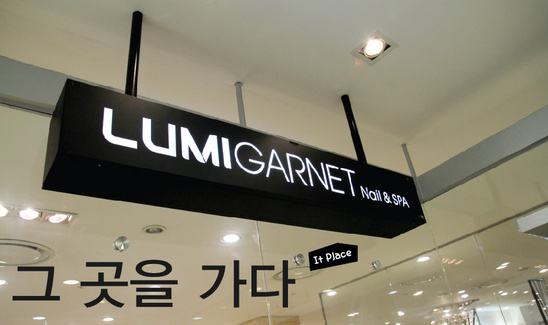 LUMIGARNET Nail & SPA
It Place
그 곳을 가다